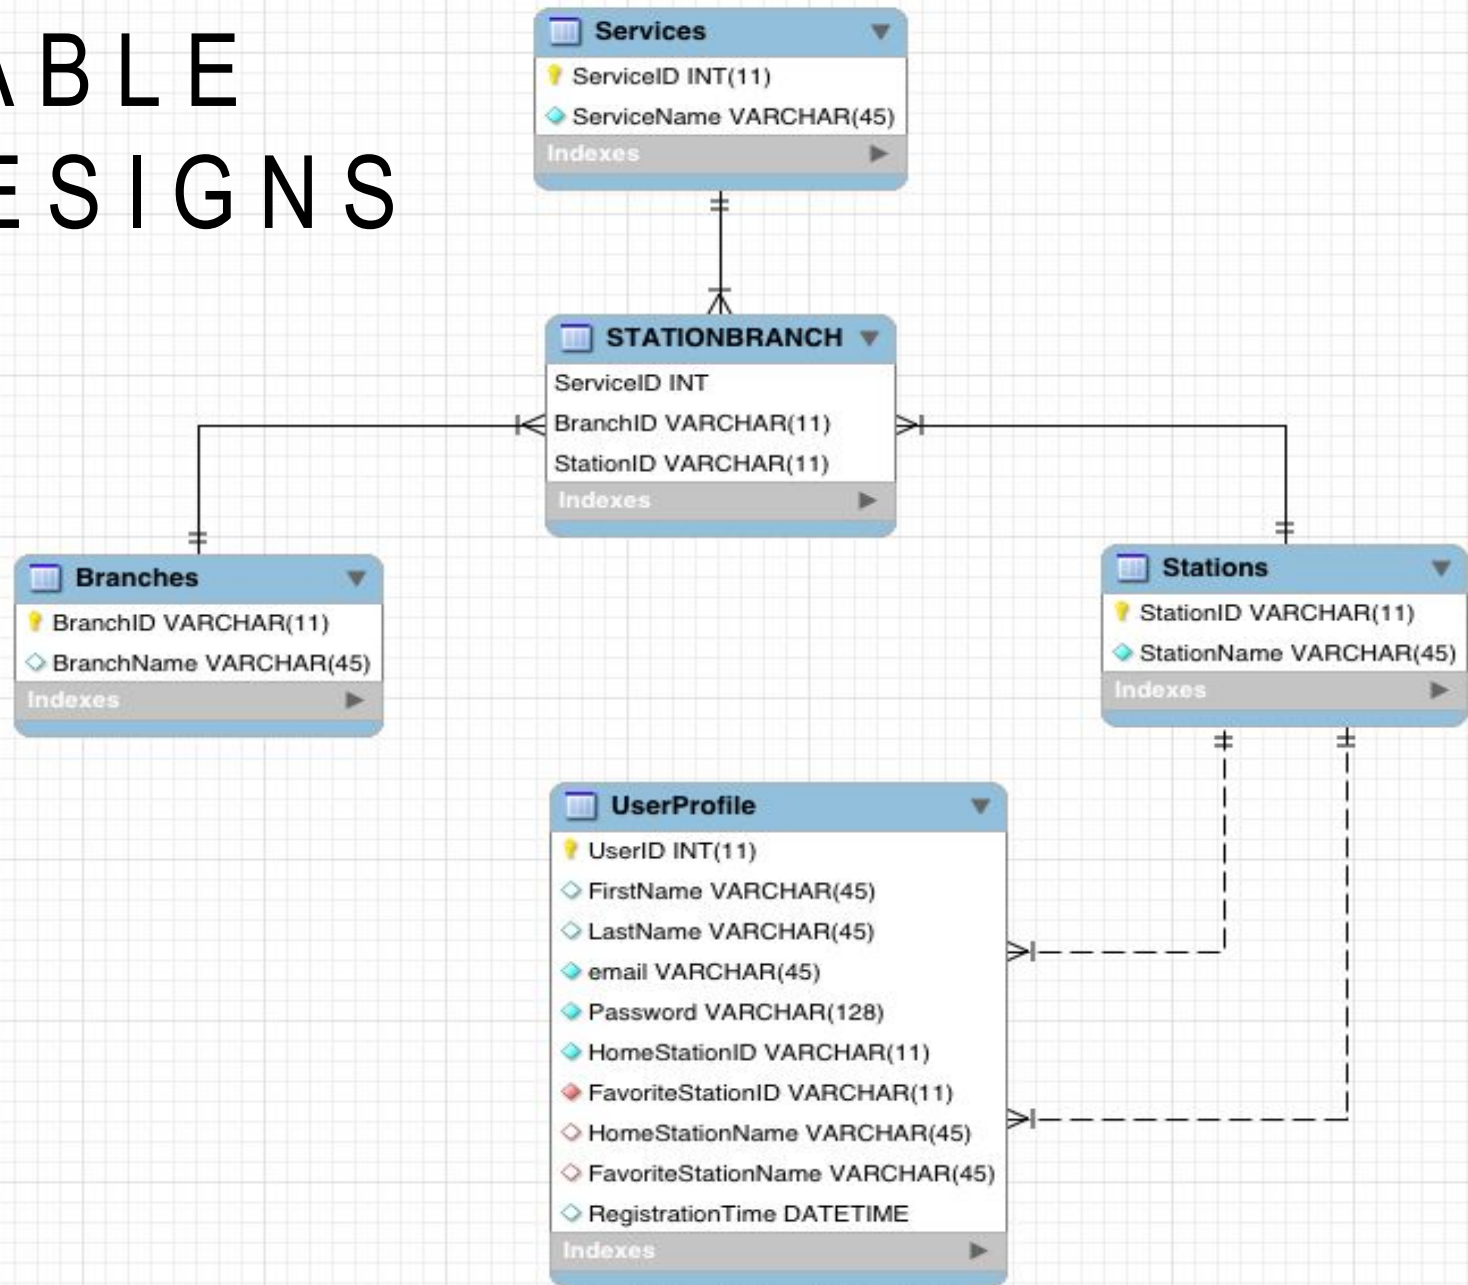 ABLE
ESIGNS
Services
ServiceID INT(11)
ServiceName VARCHAR(45)
Indexes
STATIONBRANCH
ServiceID INT
BranchID VARCHAR(11)
StationID VARCHAR(11)
Indexes
Branches
BranchID VARCHAR(11)
BranchName VARCHAR(45)
Indexes
Stations
StationID VARCHAR(11)
StationName VARCHAR(45)
Indexes
UserProfile
UserID INT(11)
FirstName VARCHAR(45)
LastName VARCHAR(45)
email VARCHAR(45)
Password VARCHAR(128)
HomeStationID VARCHAR(11)
FavoriteStationID VARCHAR(11)
HomeStationName VARCHAR(45)
FavoriteStationName VARCHAR(45)
RegistrationTime DATETIME
Indexes